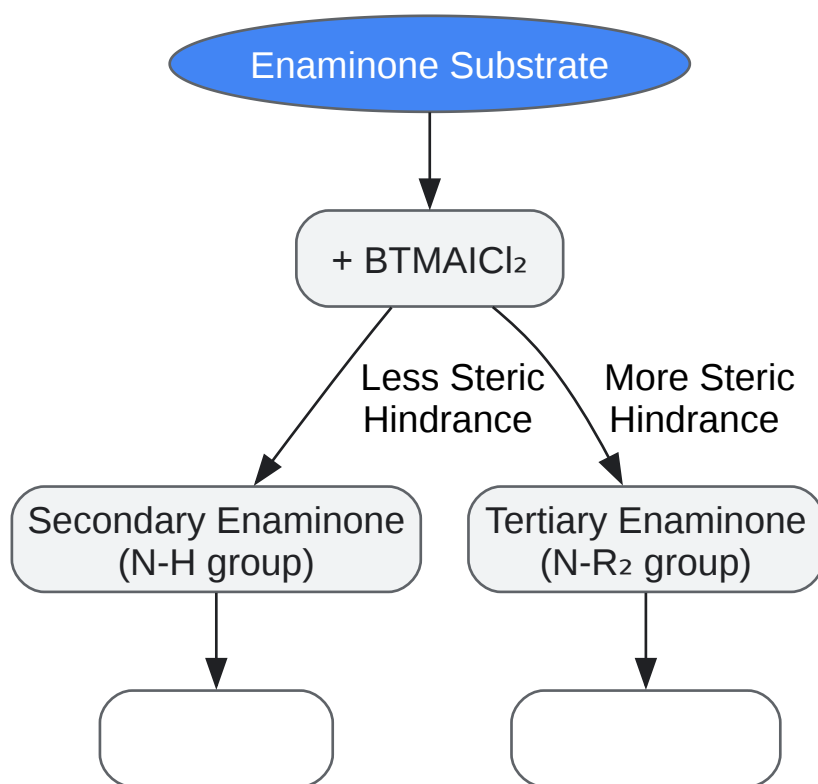 Enaminone Substrate
+ BTMAICl₂
Less Steric
Hindrance
More Steric
Hindrance
Secondary Enaminone
(N-H group)
Tertiary Enaminone
(N-R₂ group)